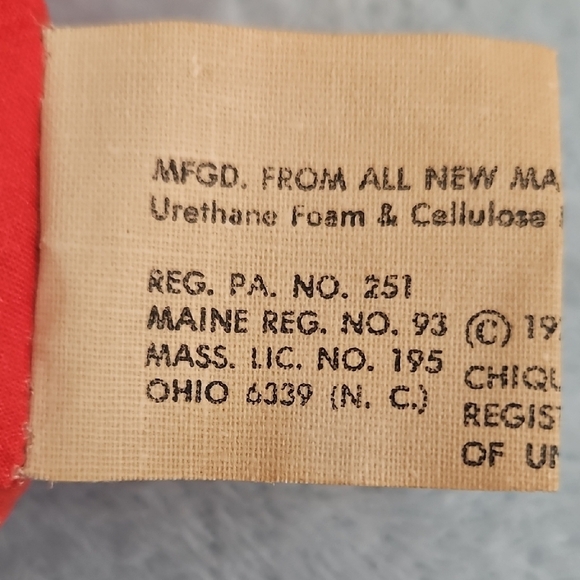 MFGD. FROM ALL NEW MA
Urethane Foam & Cellulose
REG. PA. NO. 251
MAINE REG. NO. 93
MASS. LIC. NO. 195
OHIO 6339 (N. C.)
© 19
CHIQU
REGIST
OF UN